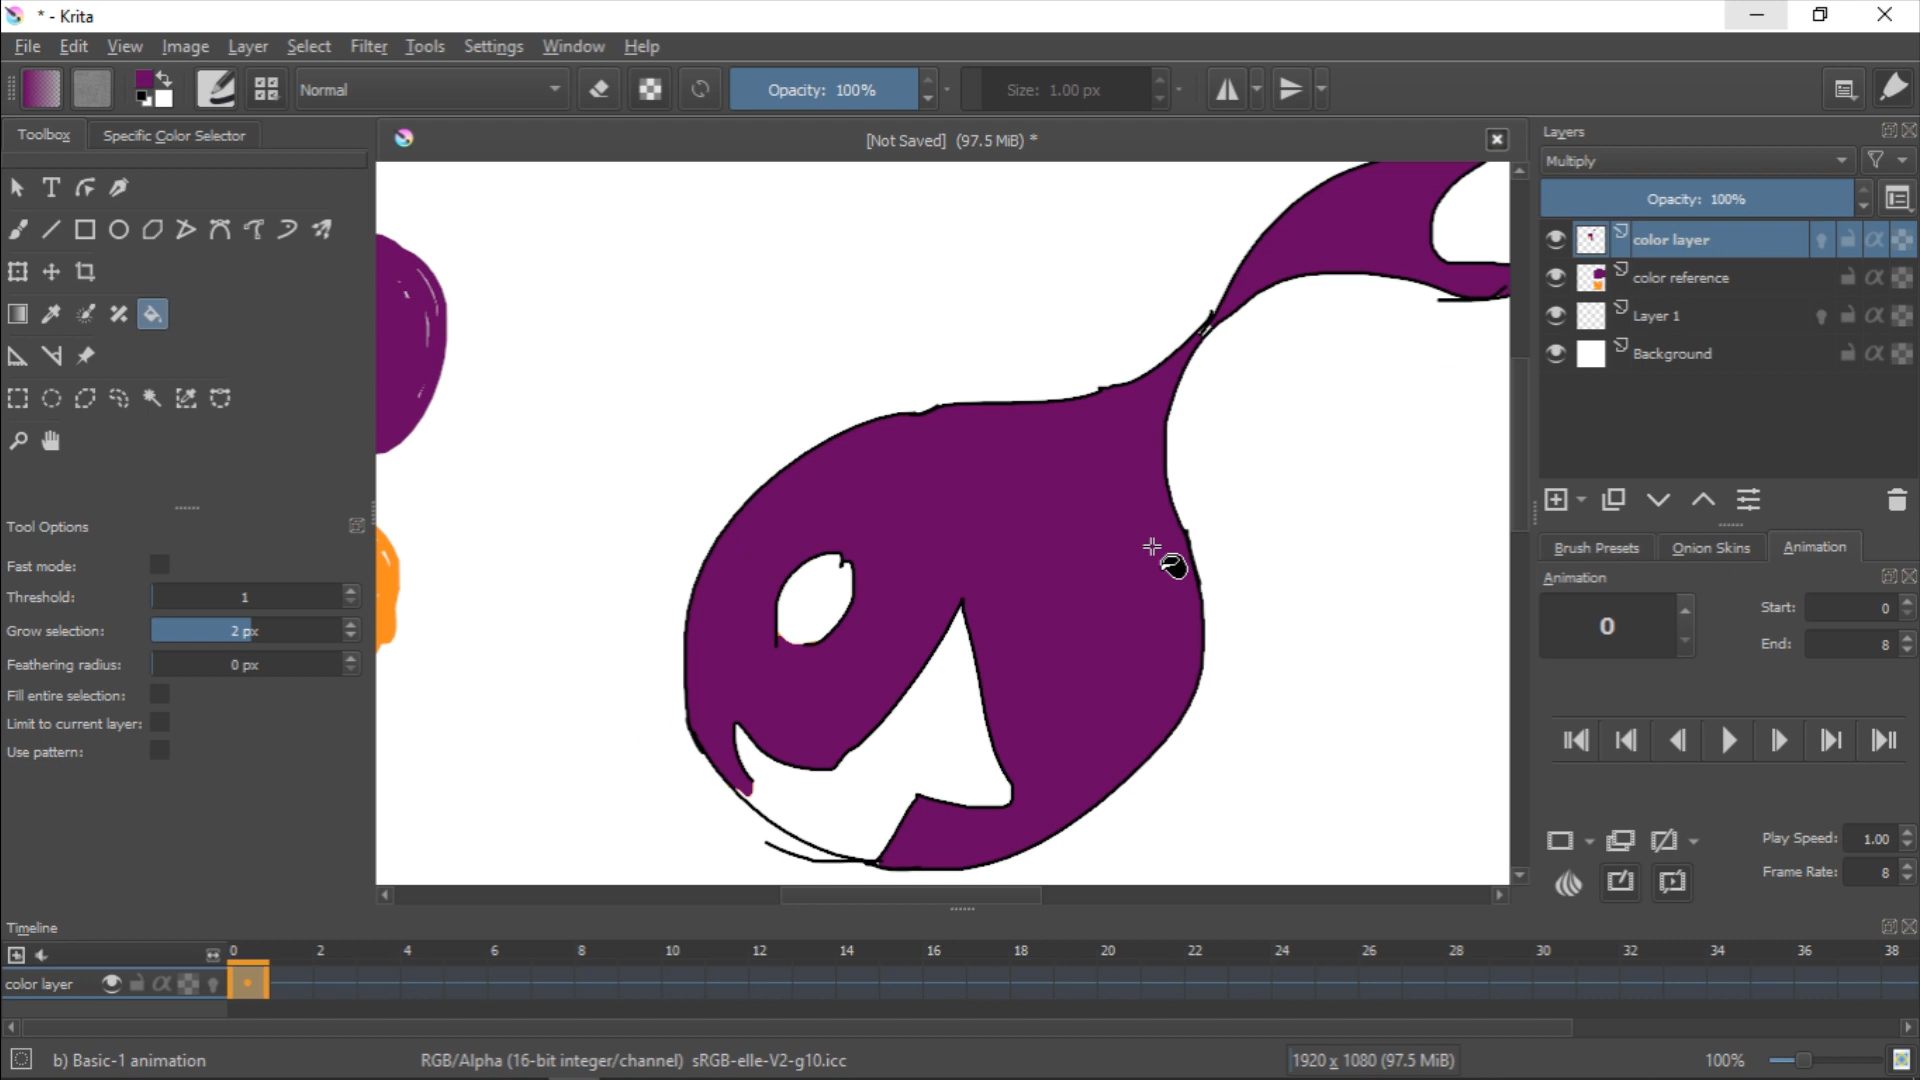 * - Krita
File Edit View Image Layer Select Filter Tools Settings Window Help
Normal
Opacity: 100%
Size: 1.00 px
Toolbox
Specific Color Selector
[Not Saved] (97.5 MiB) *
Layers
Multiply
Opacity: 100%
color layer
color reference
Layer 1
Background
Tool Options
Fast mode:
Threshold: 1
Grow selection: 2 px
Feathering radius: 0 px
Fill entire selection:
Limit to current layer:
Use pattern:
Brush Presets Onion Skins Animation
Animation
0
Start: 0
End: 8
Play Speed: 1.00
Frame Rate: 8
Timeline
0 2 4 6 8 10 12 14 16 18 20 22 24 26 28 30 32 34 36 38
color layer
b) Basic-1 animation
RGB/Alpha (16-bit integer/channel) sRGB-elle-V2-g10.icc
1920 x 1080 (97.5 MiB)
100%